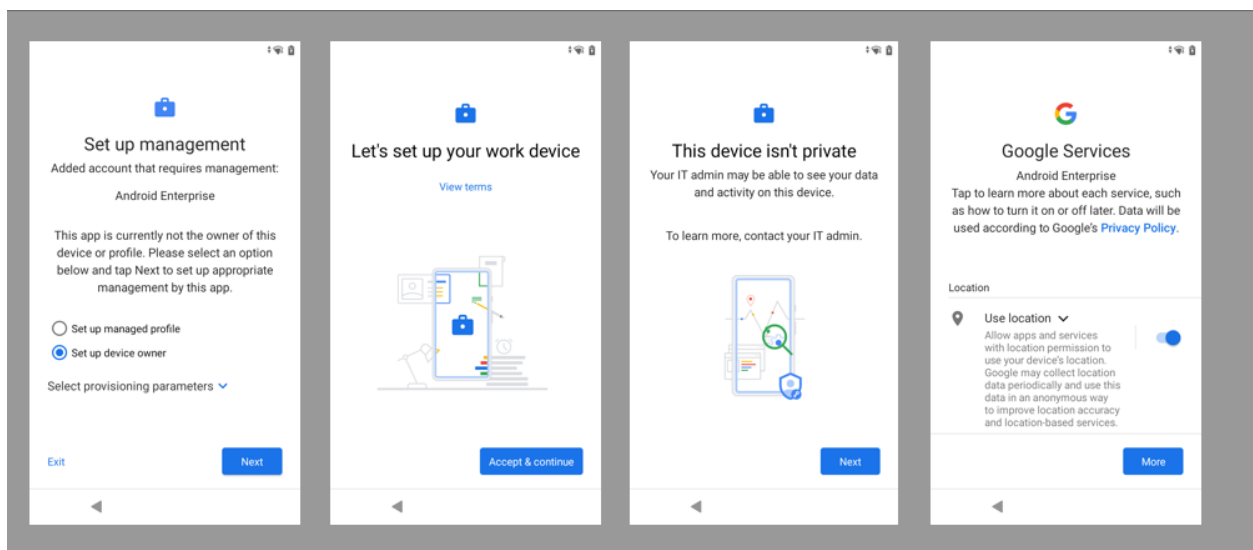 Set up management
Added account that requires management:
Android Enterprise
This app is currently not the owner of this
device or profile. Please select an option
below and tap Next to set up appropriate
management by this app.
Set up managed profile
Set up device owner
Select provisioning parameters
Exit
Next
Let's set up your work device
View terms
Accept & continue
This device isn't private
Your IT admin may be able to see your data
and activity on this device.
To learn more, contact your IT admin.
Next
Google Services
Android Enterprise
Tap to learn more about each service, such
as how to turn it on or off later. Data will be
used according to Google's Privacy Policy.
Location
Use location
Allow apps and services
with location permission to
use your device's location.
Google may collect location
data periodically and use this
data in an anonymous way
to improve location accuracy
and location-based services.
More